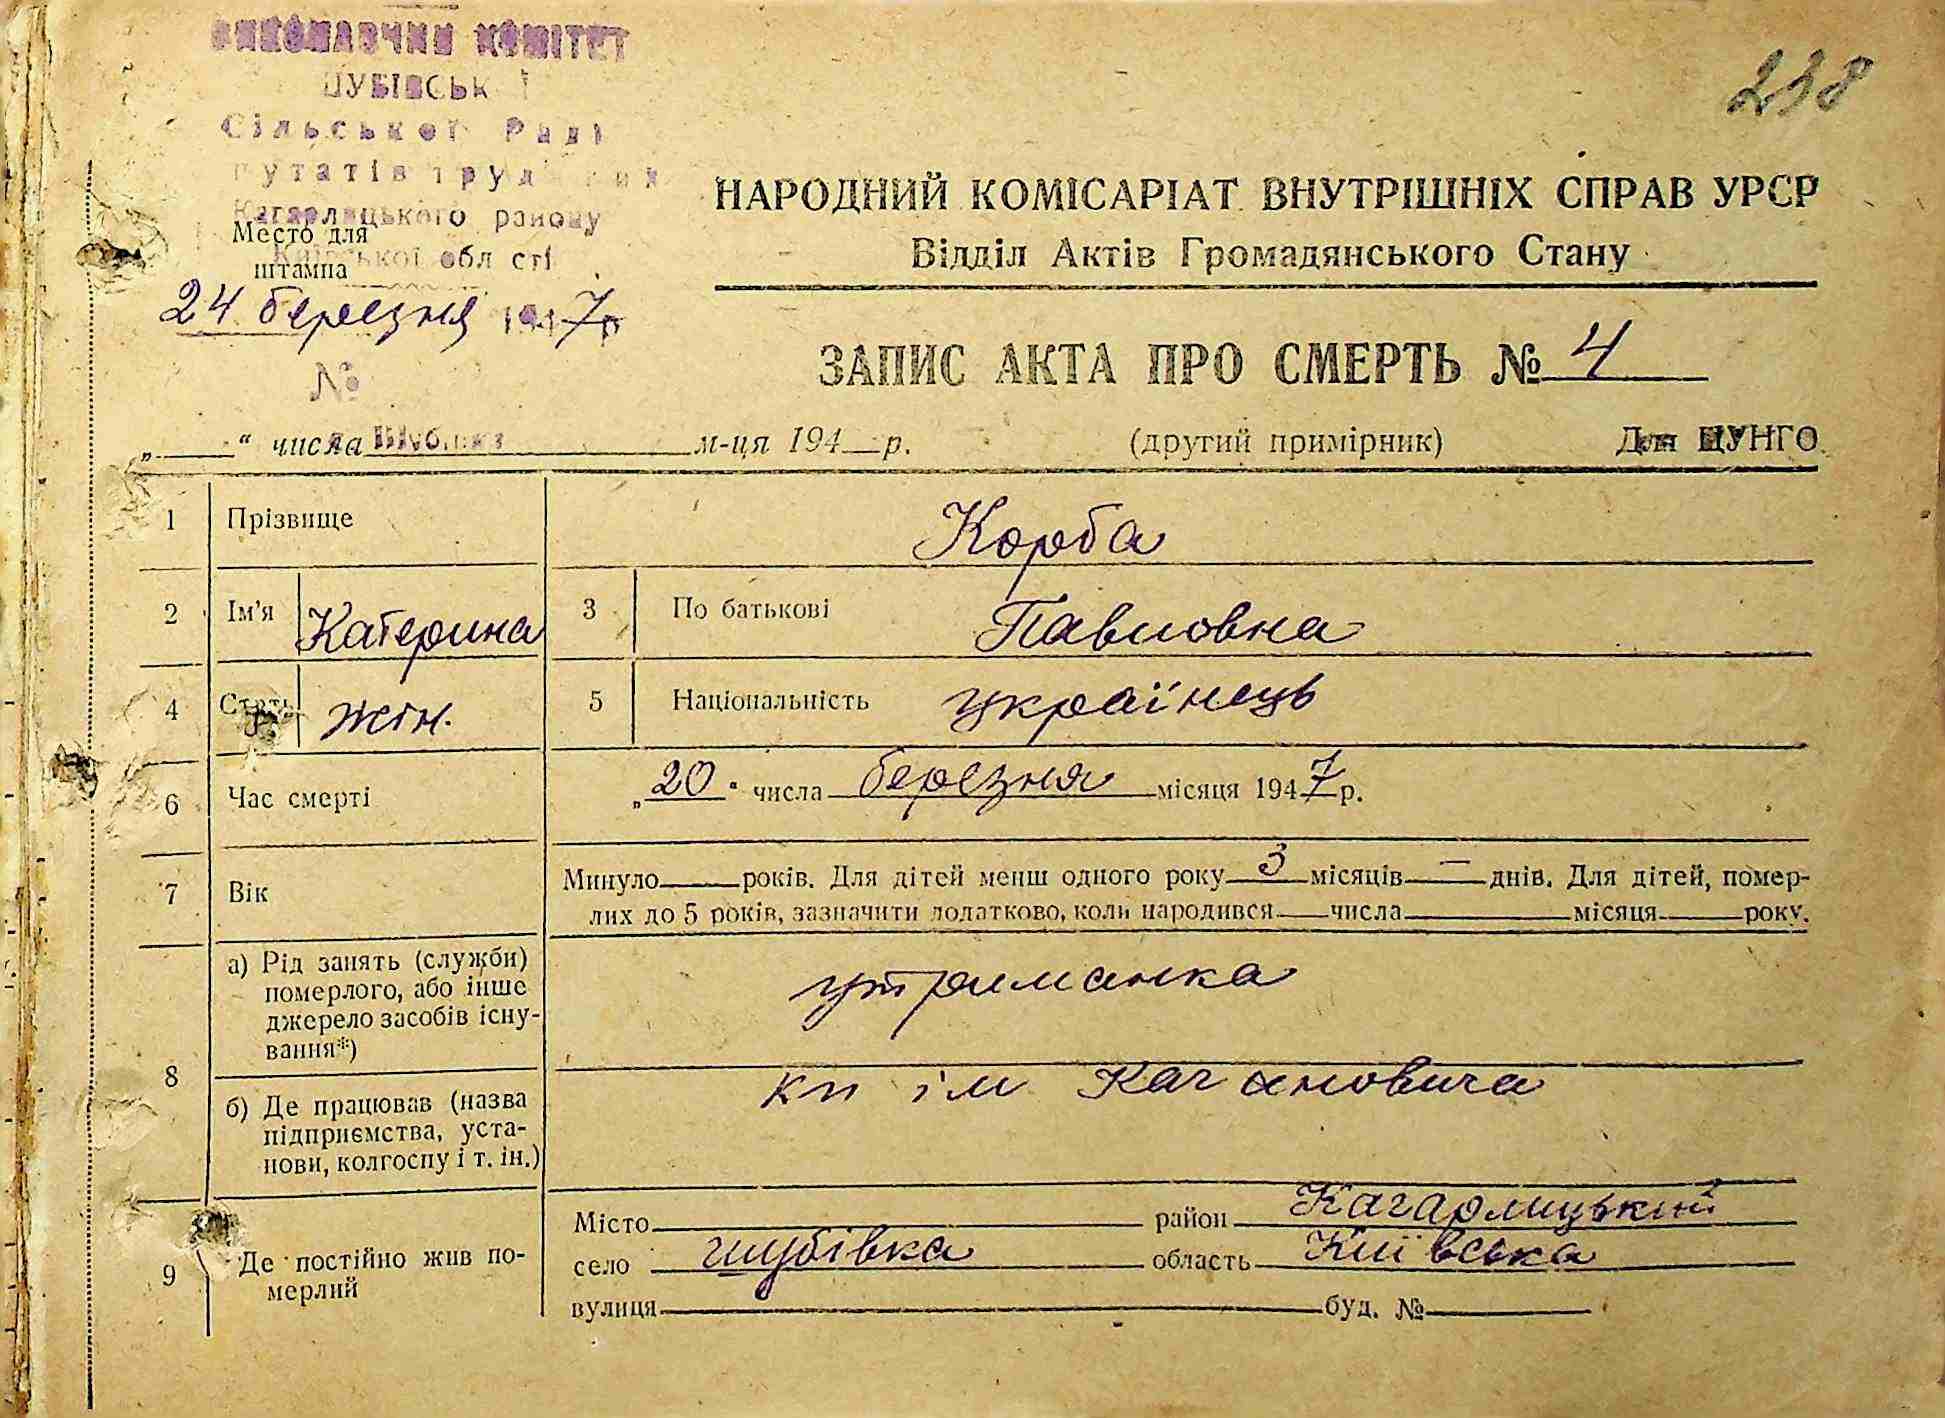 ВИКОНАВЧИЙ КОМІТЕТ
Сільської Раді
Кагарлицького району
Київської обл сті
238
Место для
штампа
24 березня 1947 р
№
НАРОДНИЙ КОМІСАРІАТ ВНУТРІШНІХ СПРАВ УРСР
Відділ Актів Громадянського Стану
ЗАПИС АКТА ПРО СМЕРТЬ № 4
„ “ числа м-ця 194 р. (другий примірник) Для ЦУНГО
1 Прізвище Корба
2 Ім'я Катерина 3 По батькові Павловна
4 Стать жін. 5 Національність українець
6 Час смерті „20“ числа березня місяця 1947 р.
7 Вік Минуло років. Для дітей менш одного року 3 місяців — днів. Для дітей, помер-
лих до 5 років, зазначити додатково, коли народився числа місяця року.
8 а) Рід занять (служби)
померлого, або інше
джерело засобів існу-
вання*) утриманка
б) Де працював (назва
підприємства, уста-
нови, колгоспу і т. ін.) кп ім Кагановича
9 Де постійно жив по-
мерлий
Місто район Кагарлицький
село шубівка область Київська
вулиця буд. №